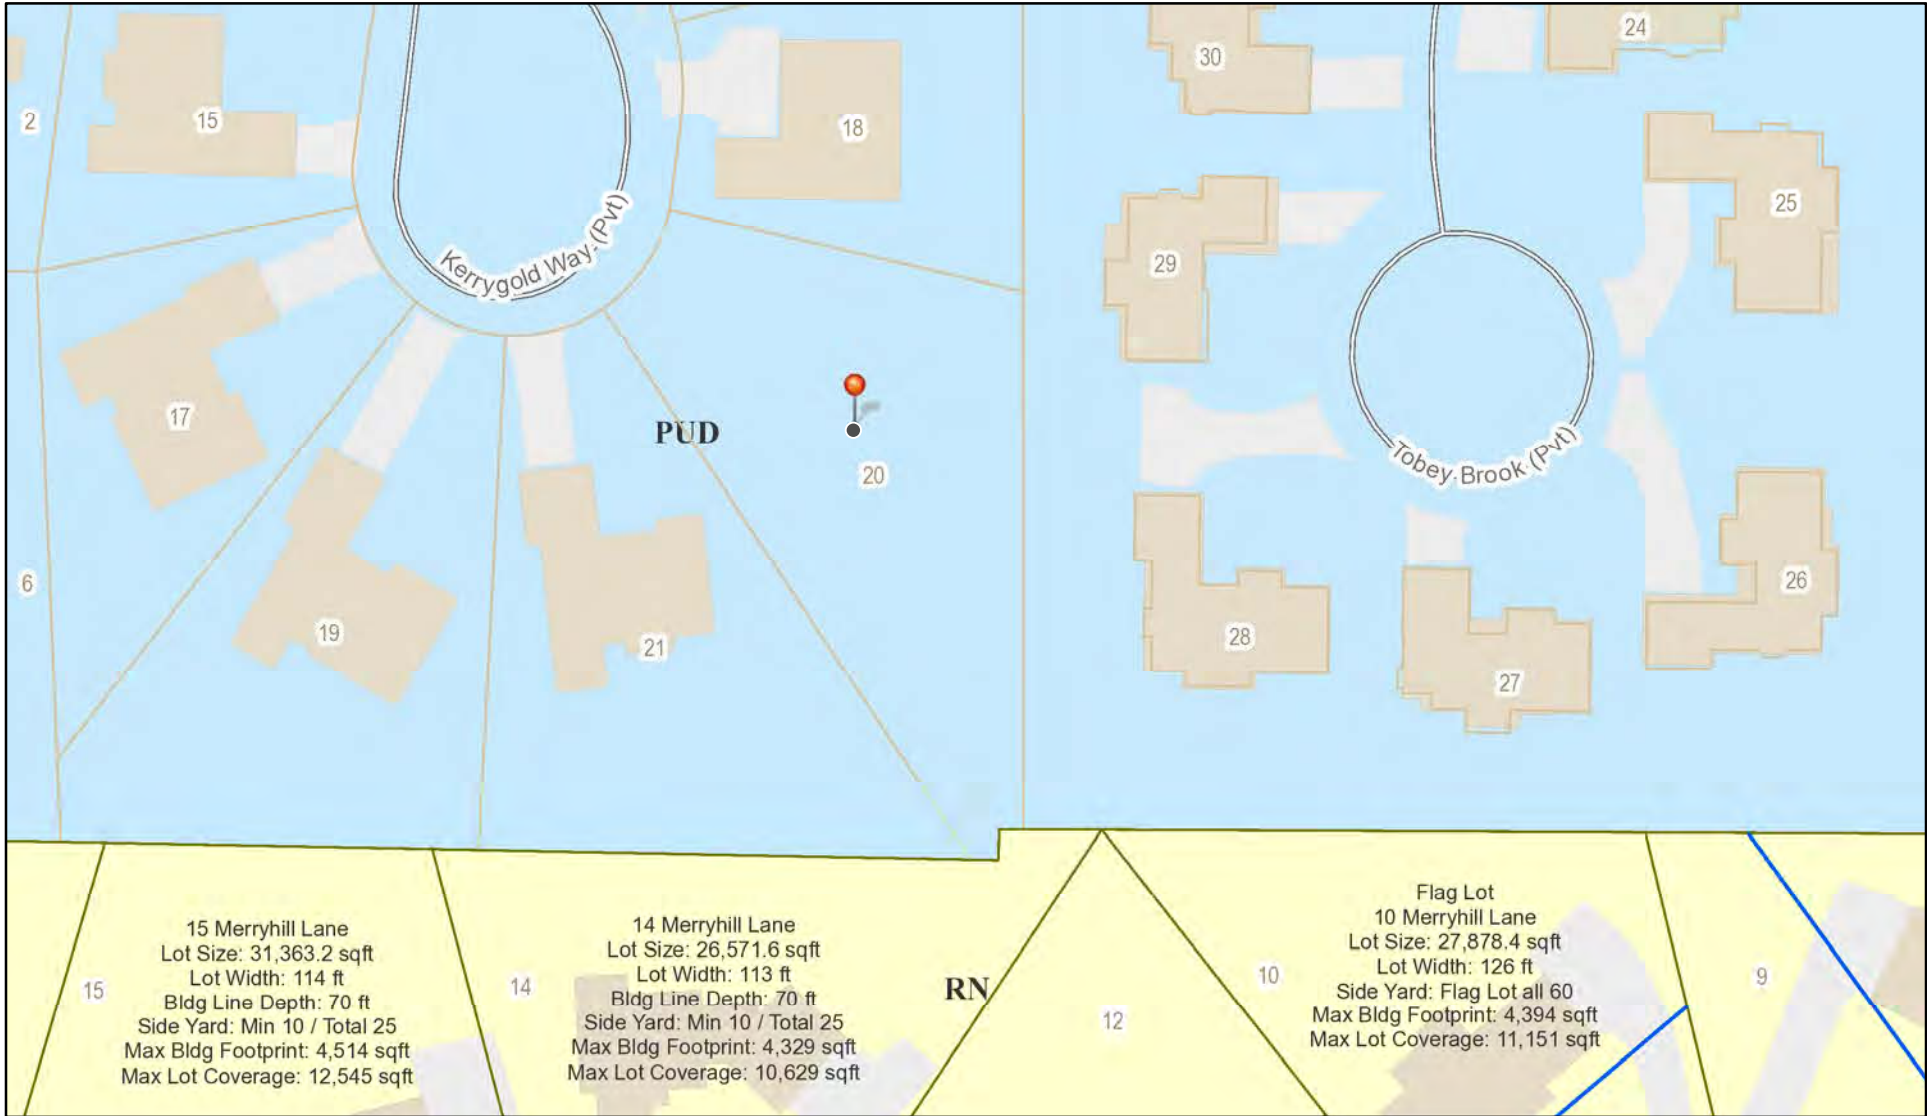 24
30
2
15
18
25
Kerrygold Way (Pvt)
29
17
PUD
20
Tobey Brook (Pvt)
6
19
21
28
27
26
15 Merryhill Lane
Lot Size: 31,363.2 sqft
Lot Width: 114 ft
Bldg Line Depth: 70 ft
Side Yard: Min 10 / Total 25
Max Bldg Footprint: 4,514 sqft
Max Lot Coverage: 12,545 sqft
15
14 Merryhill Lane
Lot Size: 26,571.6 sqft
Lot Width: 113 ft
Bldg Line Depth: 70 ft
Side Yard: Min 10 / Total 25
Max Bldg Footprint: 4,329 sqft
Max Lot Coverage: 10,629 sqft
14
RN
12
Flag Lot
10 Merryhill Lane
Lot Size: 27,878.4 sqft
Lot Width: 126 ft
Side Yard: Flag Lot all 60
Max Bldg Footprint: 4,394 sqft
Max Lot Coverage: 11,151 sqft
10
9